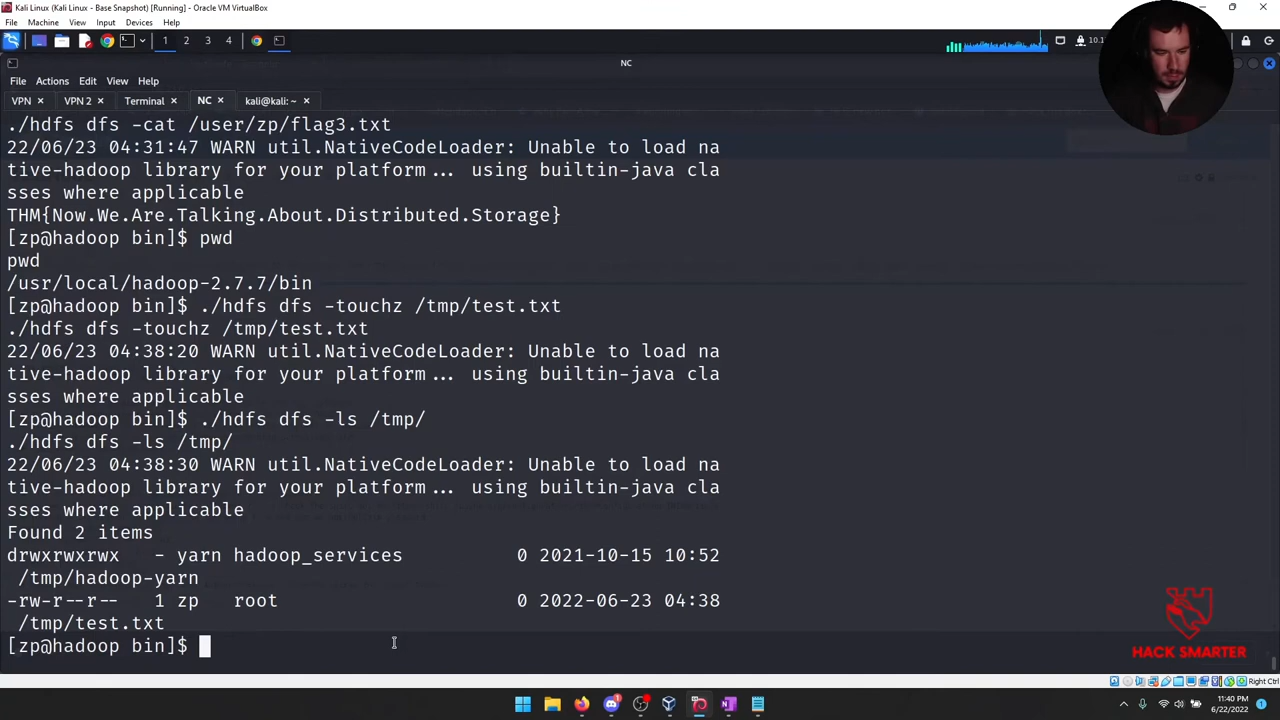 Kali Linux (Kali Linux - Base Snapshot) [Running] - Oracle VM VirtualBox
File Machine View Input Devices Help
1 2 3 4 10.1
NC
File Actions Edit View Help
VPN VPN 2 Terminal NC kali@kali: ~
./hdfs dfs -cat /user/zp/flag3.txt
22/06/23 04:31:47 WARN util.NativeCodeLoader: Unable to load na
tive-hadoop library for your platform... using builtin-java cla
sses where applicable
THM{Now.We.Are.Talking.About.Distributed.Storage}
[zp@hadoop bin]$ pwd
pwd
/usr/local/hadoop-2.7.7/bin
[zp@hadoop bin]$ ./hdfs dfs -touchz /tmp/test.txt
./hdfs dfs -touchz /tmp/test.txt
22/06/23 04:38:20 WARN util.NativeCodeLoader: Unable to load na
tive-hadoop library for your platform... using builtin-java cla
sses where applicable
[zp@hadoop bin]$ ./hdfs dfs -ls /tmp/
./hdfs dfs -ls /tmp/
22/06/23 04:38:30 WARN util.NativeCodeLoader: Unable to load na
tive-hadoop library for your platform... using builtin-java cla
sses where applicable
Found 2 items
drwxrwxrwx - yarn hadoop_services 0 2021-10-15 10:52
/tmp/hadoop-yarn
-rw-r--r-- 1 zp root 0 2022-06-23 04:38
/tmp/test.txt
[zp@hadoop bin]$
HACK SMARTER
Right Ctrl
11:40 PM
6/22/2022